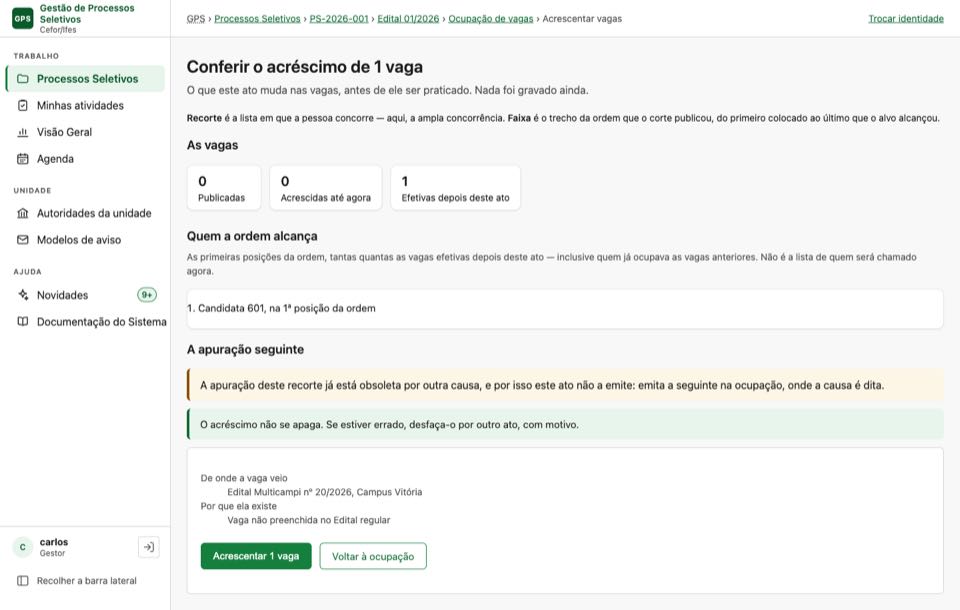 GPS
Gestão de Processos
Seletivos
Cefor/Ifes
GPS › Processos Seletivos › PS-2026-001 › Edital 01/2026 › Ocupação de vagas › Acrescentar vagas
Trocar identidade
TRABALHO
Processos Seletivos
Minhas atividades
Visão Geral
Agenda
UNIDADE
Autoridades da unidade
Modelos de aviso
AJUDA
Novidades
9+
Documentação do Sistema
C
carlos
Gestor
Recolher a barra lateral
Conferir o acréscimo de 1 vaga
O que este ato muda nas vagas, antes de ele ser praticado. Nada foi gravado ainda.
Recorte é a lista em que a pessoa concorre — aqui, a ampla concorrência. Faixa é o trecho da ordem que o corte publicou, do primeiro colocado ao último que o alvo alcançou.
As vagas
0
Publicadas
0
Acrescidas até agora
1
Efetivas depois deste ato
Quem a ordem alcança
As primeiras posições da ordem, tantas quantas as vagas efetivas depois deste ato — inclusive quem já ocupava as vagas anteriores. Não é a lista de quem será chamado
agora.
1. Candidata 601, na 1ª posição da ordem
A apuração seguinte
A apuração deste recorte já está obsoleta por outra causa, e por isso este ato não a emite: emita a seguinte na ocupação, onde a causa é dita.
O acréscimo não se apaga. Se estiver errado, desfaça-o por outro ato, com motivo.
De onde a vaga veio
Edital Multicampi nº 20/2026, Campus Vitória
Por que ela existe
Vaga não preenchida no Edital regular
Acrescentar 1 vaga
Voltar à ocupação